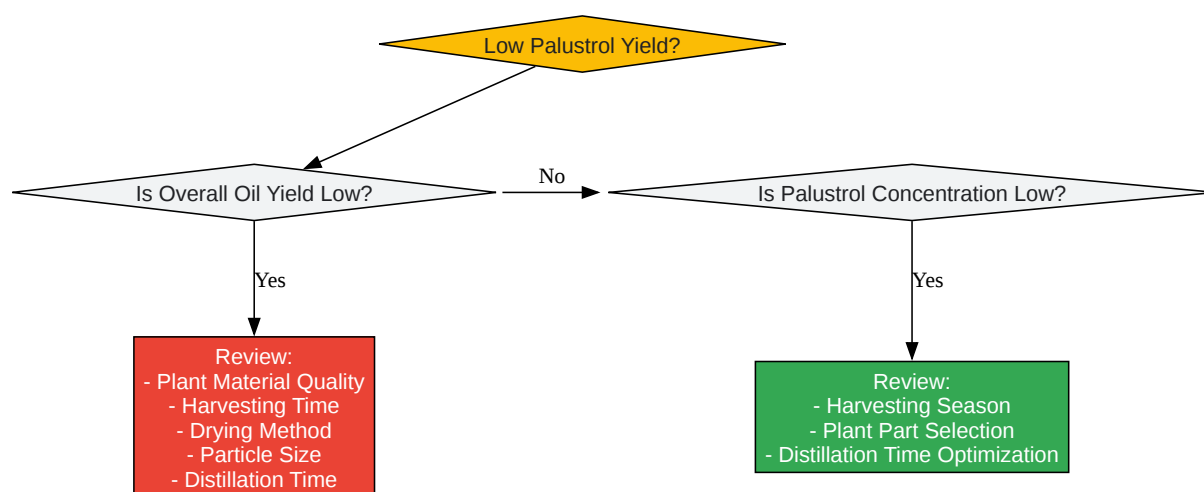 Low Palustrol Yield?
Is Overall Oil Yield Low?
No
Is Palustrol Concentration Low?
Yes
Yes
Review:
- Plant Material Quality
- Harvesting Time
- Drying Method
- Particle Size
- Distillation Time
Review:
- Harvesting Season
- Plant Part Selection
- Distillation Time Optimization